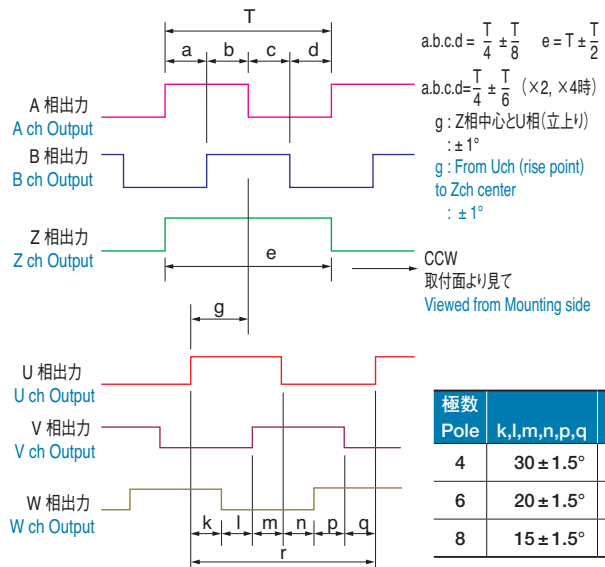 T
a b c d
a.b.c.d = T/4 ± T/8 e = T ± T/2
a.b.c.d= T/4 ± T/6 (×2, ×4時)
g : Z相中心とU相(立上り)
: ± 1°
g : From Uch (rise point)
to Zch center
: ± 1°
A 相出力
A ch Output
B 相出力
B ch Output
Z 相出力
Z ch Output
e
CCW
取付面より見て
Viewed from Mounting side
g
U 相出力
U ch Output
V 相出力
V ch Output
W 相出力
W ch Output
k l m n p q
r
極数
Pole k,l,m,n,p,q
4 30±1.5°
6 20±1.5°
8 15±1.5°